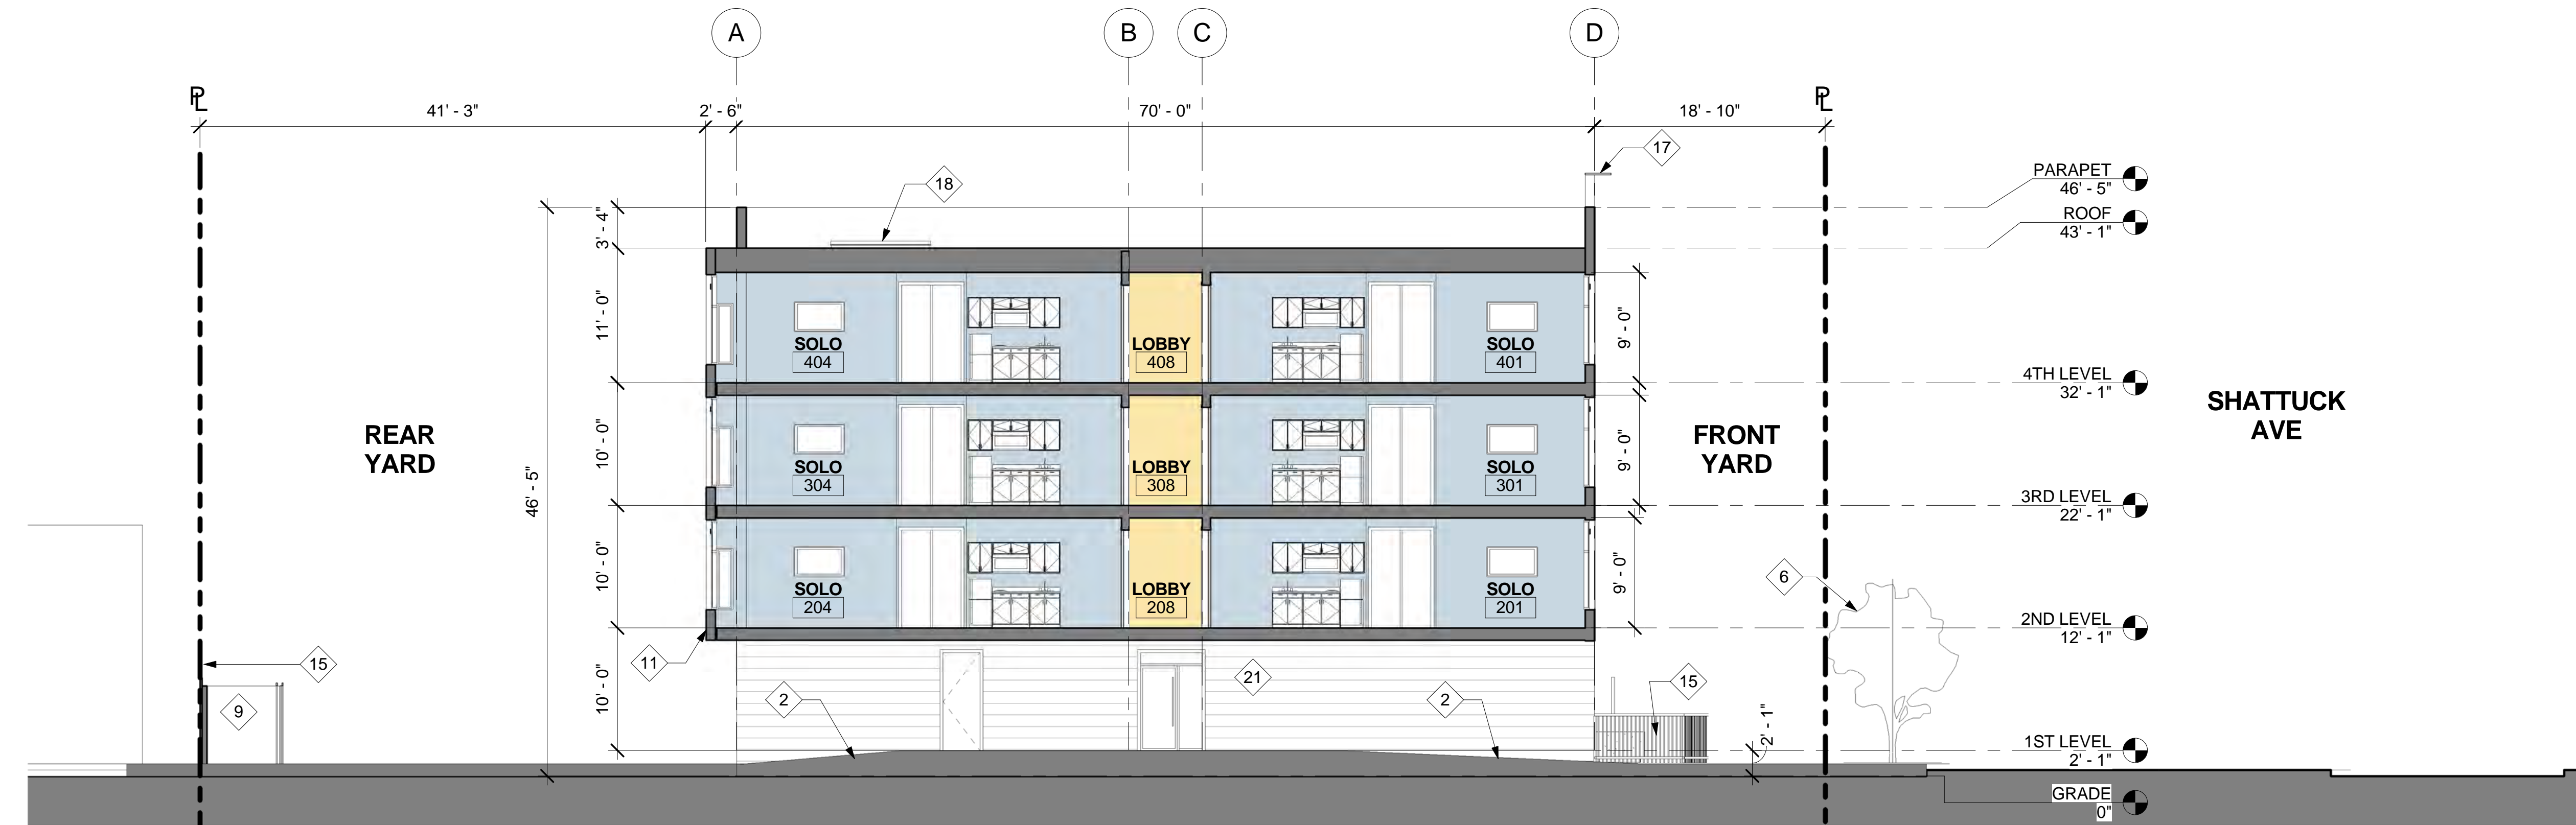 A
B
C
D
PL
PL
41' - 3"
2' - 6"
70' - 0"
18' - 10"
17
18
PARAPET
46' - 5"
ROOF
43' - 1"
3' - 4"
11' - 0"
9' - 0"
SOLO
404
LOBBY
408
SOLO
401
4TH LEVEL
32' - 1"
SHATTUCK
AVE
REAR
YARD
FRONT
YARD
46' - 5"
10' - 0"
9' - 0"
SOLO
304
LOBBY
308
SOLO
301
3RD LEVEL
22' - 1"
6
10' - 0"
9' - 0"
SOLO
204
LOBBY
208
SOLO
201
2ND LEVEL
12' - 1"
15
11
21
15
9
2
2
10' - 0"
2' - 1"
1ST LEVEL
2' - 1"
GRADE
0"